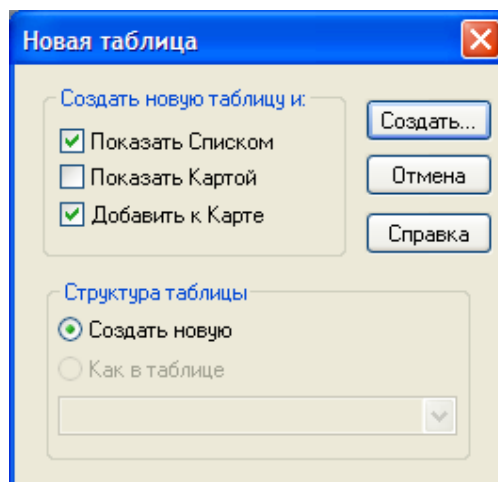 Новая таблица
Создать новую таблицу и:
Показать Списком
Показать Картой
Добавить к Карте
Создать...
Отмена
Справка
Структура таблицы
Создать новую
Как в таблице